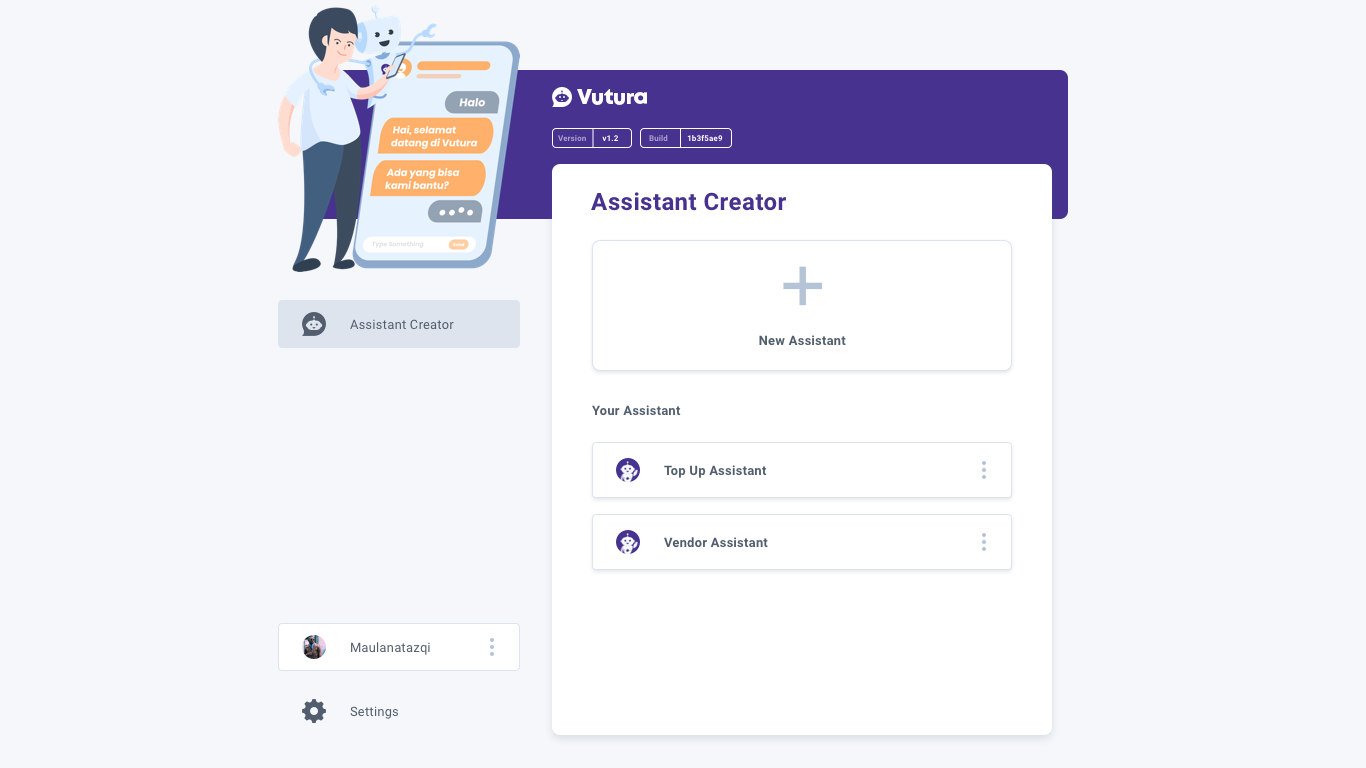 Halo
Hai, selamat
datang di Vutura
Ada yang bisa
kami bantu?
Type Something
Send
Vutura
Version v1.2 Build 1b3f5ae9
Assistant Creator
New Assistant
Your Assistant
Top Up Assistant
Vendor Assistant
Assistant Creator
Maulanatazqi
Settings